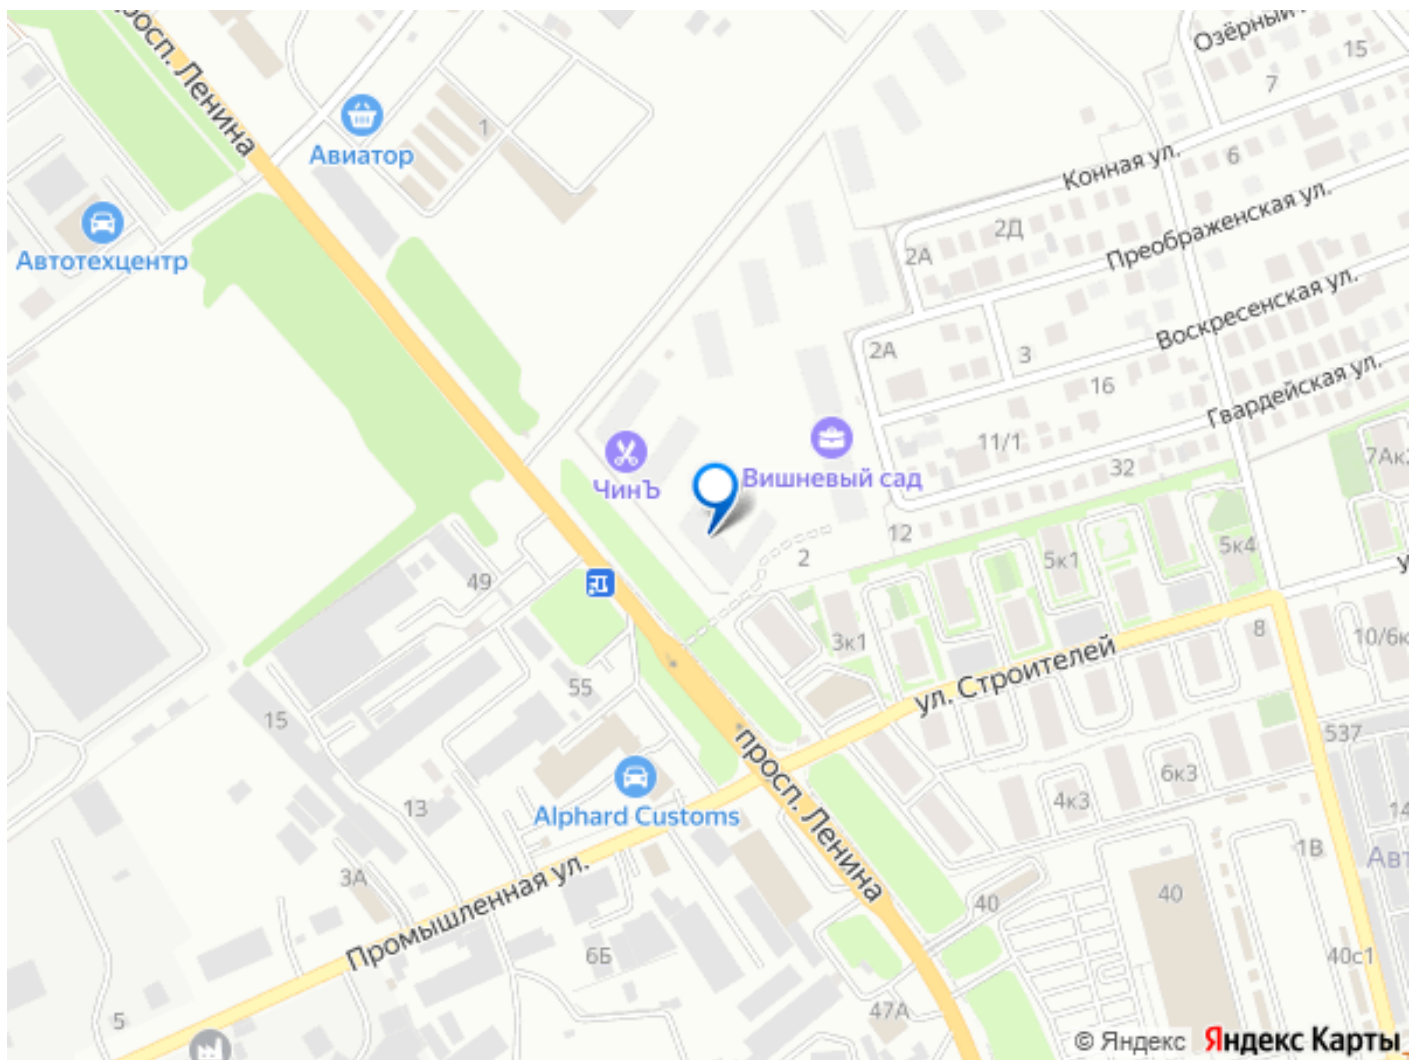 просп. Ленина
Озёрный
15
7
Авиатор
1
Конная ул.
6
Автотехцентр
2Д
2А
Преображенская ул.
Воскресенская ул.
2А
3
16
Гвардейская ул.
11/1
32
7Ак2
ЧинЪ
Вишневый сад
12
5к1
5к4
2
49
3к1
8
10/6к
ул. Строителей
55
15
537
просп. Ленина
6к3
4к3
13
Alphard Customs
14
1В
Авт
3А
40
40
Промышленная ул.
6Б
40с1
47А
5
© Яндекс Яндекс Карты